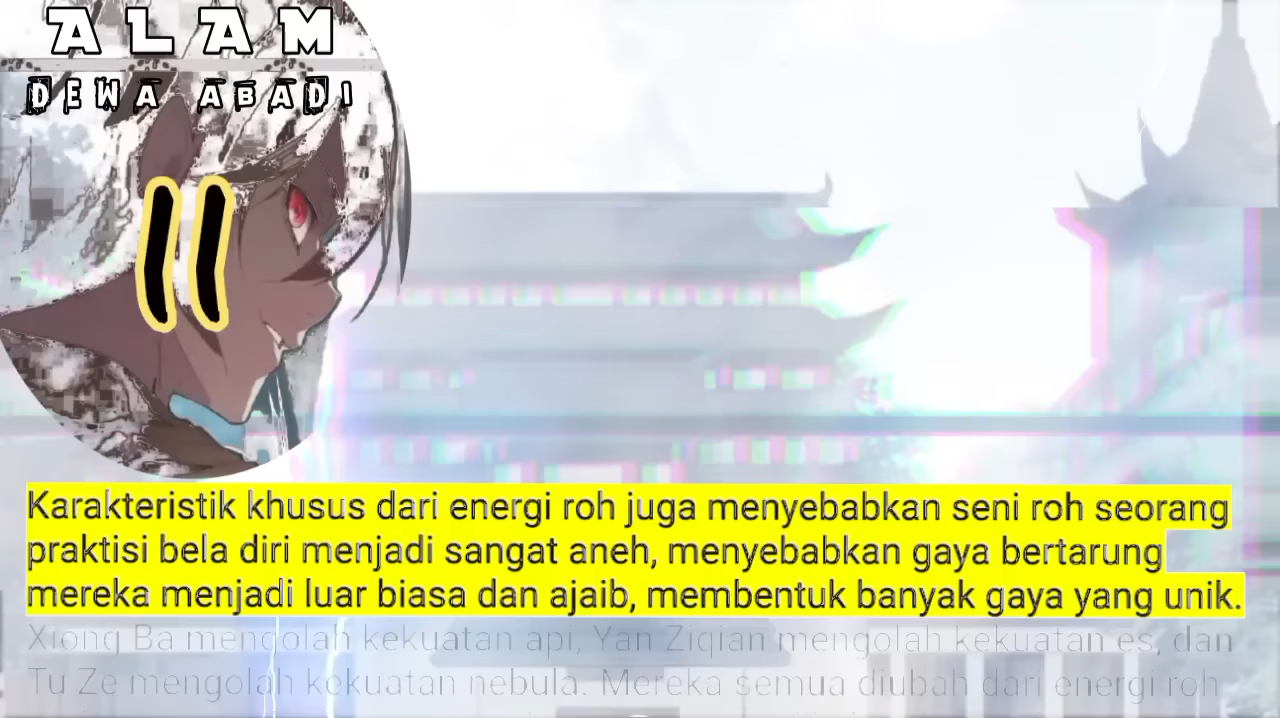 ALAM
DEWA ABADI
Karakteristik khusus dari energi roh juga menyebabkan seni roh seorang
praktisi bela diri menjadi sangat aneh, menyebabkan gaya bertarung
mereka menjadi luar biasa dan ajaib, membentuk banyak gaya yang unik.
Xiong Ba mengolah kekuatan api, Yan Ziqian mengolah kekuatan es, dan
Tu Ze mengolah kekuatan nebula. Mereka semua diubah dari energi roh